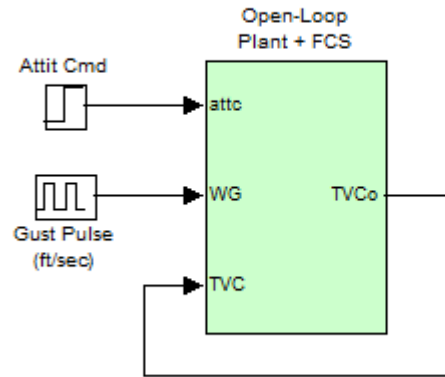 Open-Loop
Plant + FCS
Attit Cmd
attc
WG
TVCo
Gust Pulse
(ft/sec)
TVC